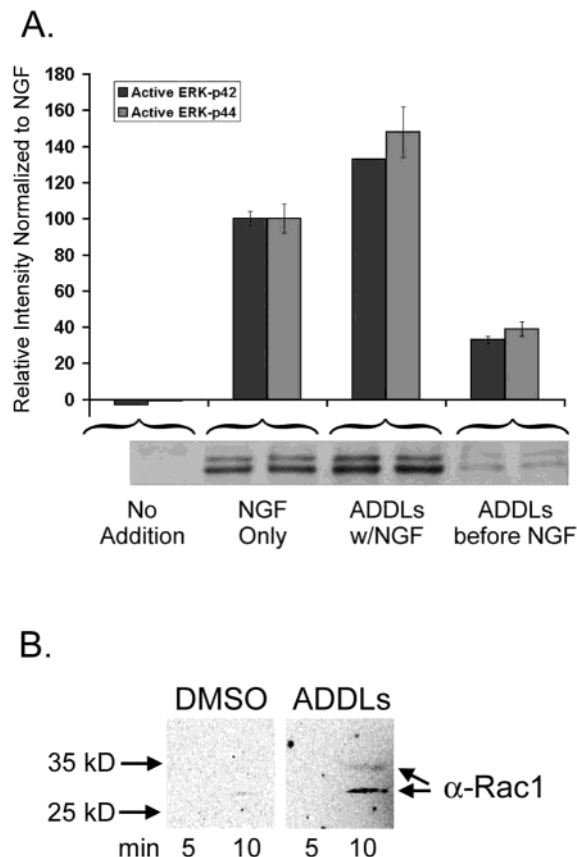 A.
Relative Intensity Normalized to NGF
180
160
140
120
100
80
60
40
20
0
Active ERK-p42
Active ERK-p44
No Addition
NGF Only
ADDLs w/NGF
ADDLs before NGF
B.
DMSO ADDLs
35 kD
25 kD
α-Rac1
min 5 10 5 10